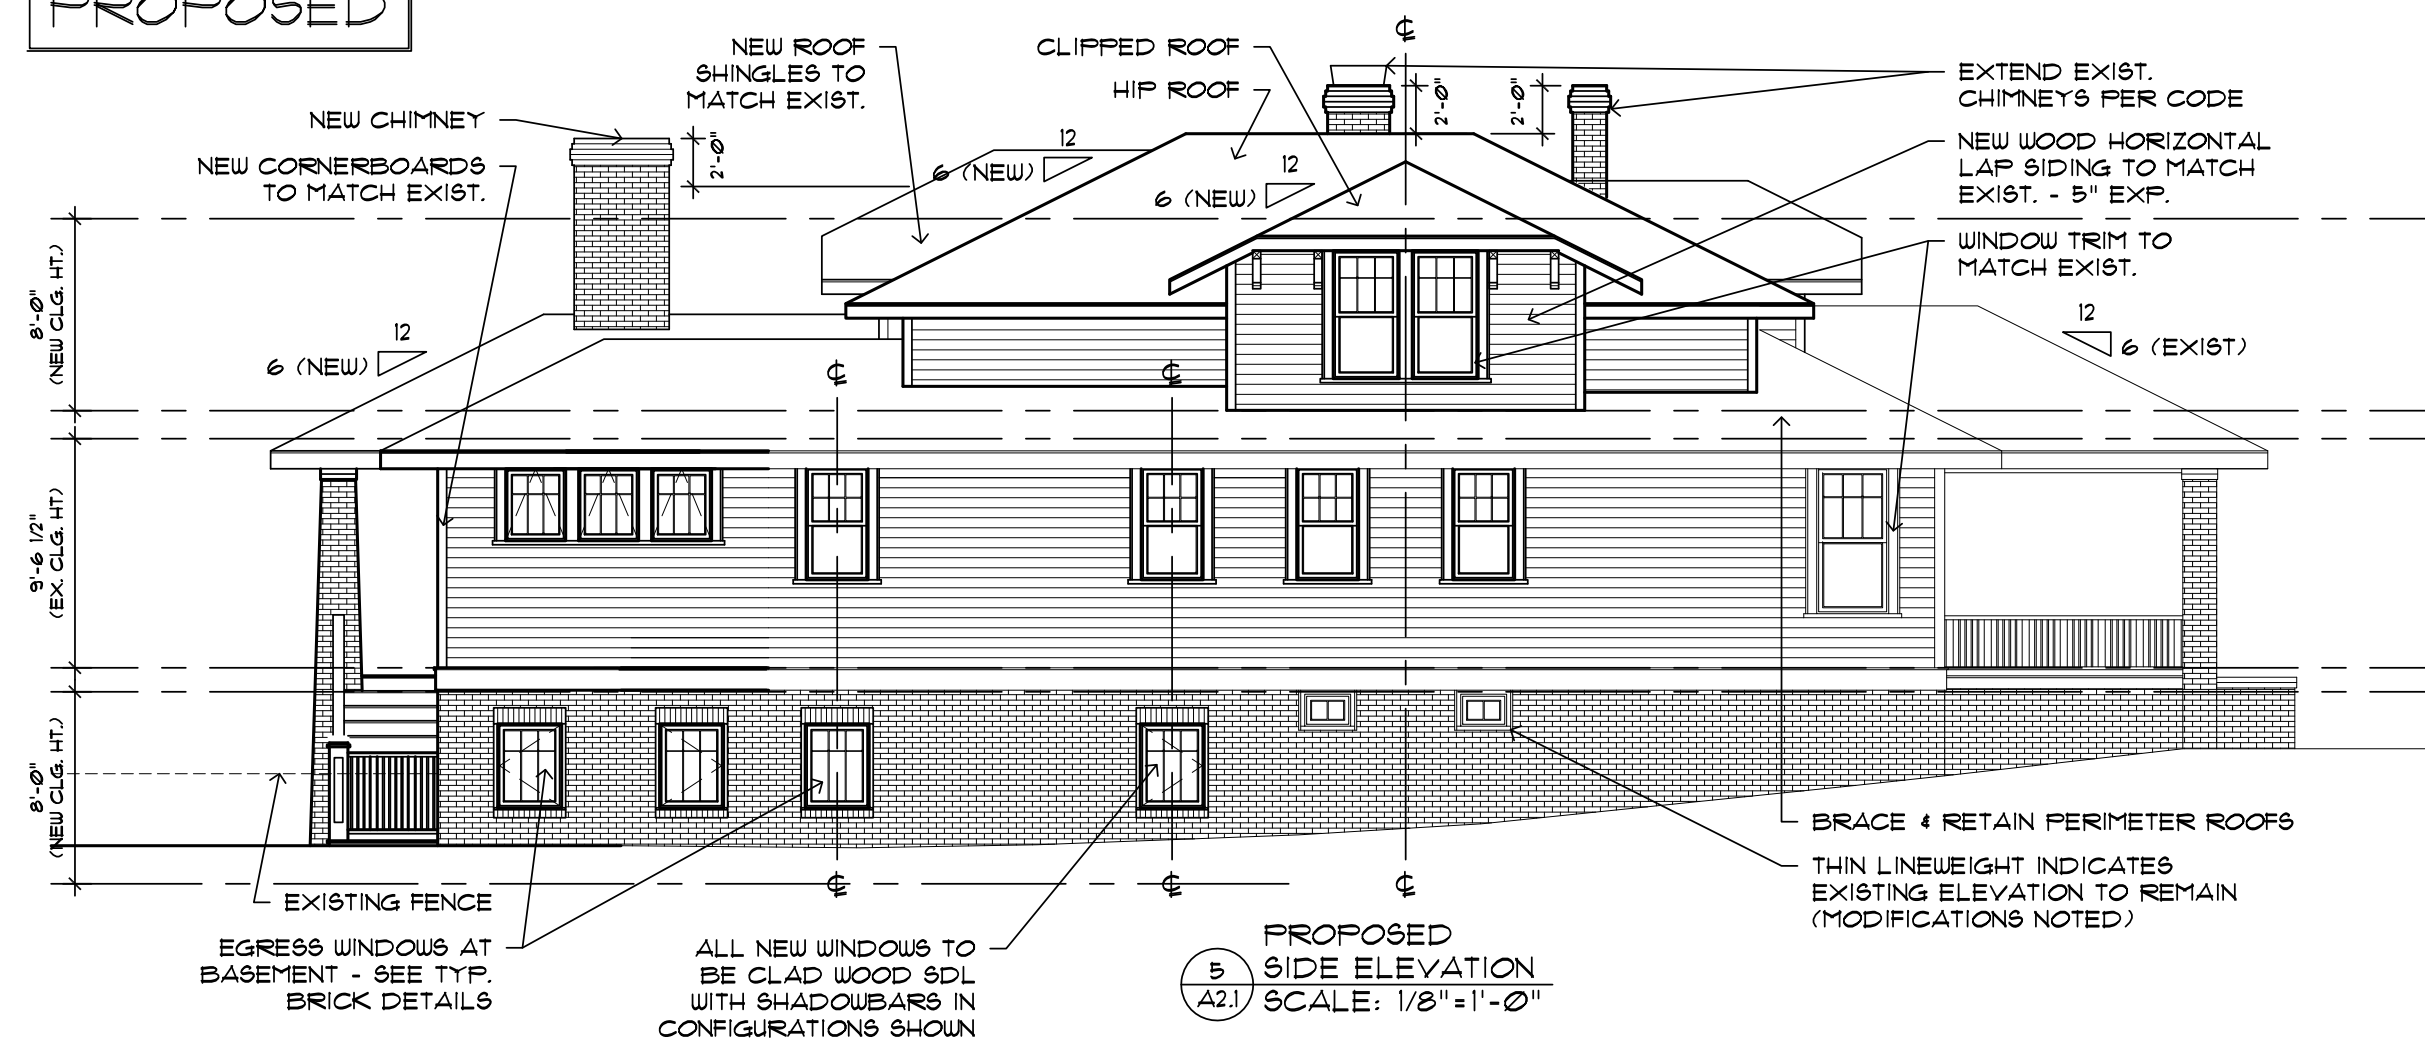 PROPOSED
NEW ROOF
SHINGLES TO
MATCH EXIST.
CLIPPED ROOF
HIP ROOF
℄
2'-0"
2'-0"
EXTEND EXIST.
CHIMNEYS PER CODE
NEW CHIMNEY
NEW CORNERBOARDS
TO MATCH EXIST.
2'-0"
12
6 (NEW)
12
6 (NEW)
NEW WOOD HORIZONTAL
LAP SIDING TO MATCH
EXIST. - 5" EXP.
WINDOW TRIM TO
MATCH EXIST.
8'-0"
(NEW CLG. HT.)
12
6 (NEW)
℄
℄
12
6 (EXIST)
9'-6 1/2"
(EX. CLG. HT)
8'-0"
(NEW CLG. HT.)
BRACE & RETAIN PERIMETER ROOFS
THIN LINEWEIGHT INDICATES
EXISTING ELEVATION TO REMAIN
(MODIFICATIONS NOTED)
℄
℄
℄
EXISTING FENCE
EGRESS WINDOWS AT
BASEMENT - SEE TYP.
BRICK DETAILS
ALL NEW WINDOWS TO
BE CLAD WOOD SDL
WITH SHADOWBARS IN
CONFIGURATIONS SHOWN
5
A2.1
PROPOSED
SIDE ELEVATION
SCALE: 1/8"=1'-0"